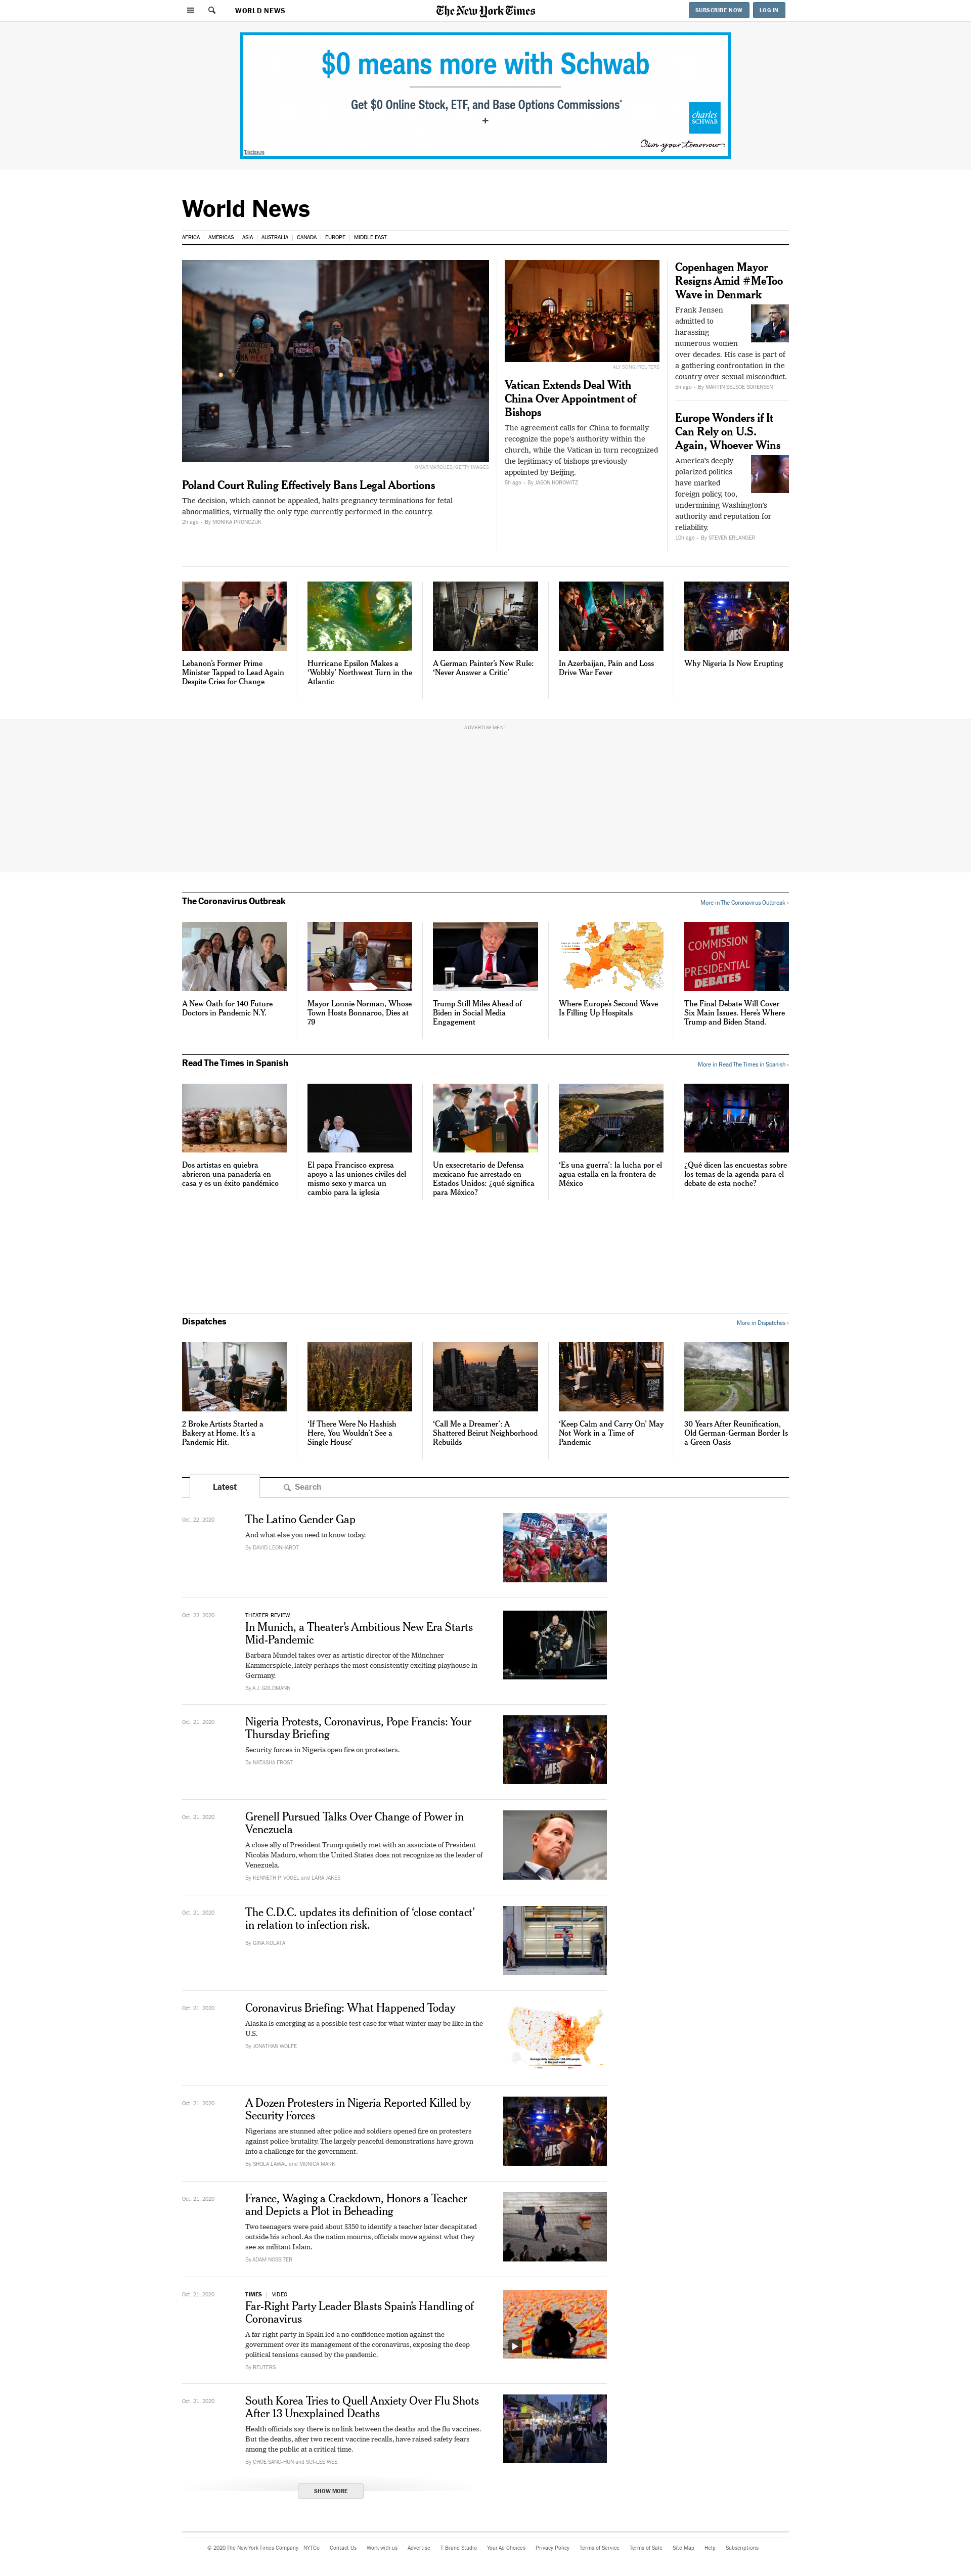 WORLD NEWS
The New York Times
SUBSCRIBE NOW
LOG IN
$0 means more with Schwab
Get $0 Online Stock, ETF, and Base Options Commissions*
+
charles
SCHWAB
Own your tomorrow.
Disclosure
World News
AFRICA
AMERICAS
ASIA
AUSTRALIA
CANADA
EUROPE
MIDDLE EAST
OMAR MARQUES/GETTY IMAGES
Poland Court Ruling Effectively Bans Legal Abortions
The decision, which cannot be appealed, halts pregnancy terminations for fetal
abnormalities, virtually the only type currently performed in the country.
2h ago – By MONIKA PRONCZUK
ALY SONG/REUTERS
Vatican Extends Deal With
China Over Appointment of
Bishops
The agreement calls for China to formally
recognize the pope's authority within the
church, while the Vatican in turn recognized
the legitimacy of bishops previously
appointed by Beijing.
5h ago – By JASON HOROWITZ
Copenhagen Mayor
Resigns Amid #MeToo
Wave in Denmark
Frank Jensen
admitted to
harassing
numerous women
over decades. His case is part of
a gathering confrontation in the
country over sexual misconduct.
5h ago – By MARTIN SELSOE SORENSEN
Europe Wonders if It
Can Rely on U.S.
Again, Whoever Wins
America's deeply
polarized politics
have marked
foreign policy, too,
undermining Washington's
authority and reputation for
reliability.
10h ago – By STEVEN ERLANGER
Lebanon's Former Prime
Minister Tapped to Lead Again
Despite Cries for Change
Hurricane Epsilon Makes a
'Wobbly' Northwest Turn in the
Atlantic
A German Painter's New Rule:
'Never Answer a Critic'
In Azerbaijan, Pain and Loss
Drive War Fever
MES
Why Nigeria Is Now Erupting
ADVERTISEMENT
The Coronavirus Outbreak
More in The Coronavirus Outbreak ›
A New Oath for 140 Future
Doctors in Pandemic N.Y.
Mayor Lonnie Norman, Whose
Town Hosts Bonnaroo, Dies at
79
Trump Still Miles Ahead of
Biden in Social Media
Engagement
Where Europe's Second Wave
Is Filling Up Hospitals
THE
COMMISSION
ON
PRESIDENTIAL
DEBATES
The Final Debate Will Cover
Six Main Issues. Here's Where
Trump and Biden Stand.
Read The Times in Spanish
More in Read The Times in Spanish ›
Dos artistas en quiebra
abrieron una panadería en
casa y es un éxito pandémico
El papa Francisco expresa
apoyo a las uniones civiles del
mismo sexo y marca un
cambio para la iglesia
Un exsecretario de Defensa
mexicano fue arrestado en
Estados Unidos: ¿qué significa
para México?
'Es una guerra': la lucha por el
agua estalla en la frontera de
México
¿Qué dicen las encuestas sobre
los temas de la agenda para el
debate de esta noche?
Dispatches
More in Dispatches ›
2 Broke Artists Started a
Bakery at Home. It's a
Pandemic Hit.
'If There Were No Hashish
Here, You Wouldn't See a
Single House'
'Call Me a Dreamer': A
Shattered Beirut Neighborhood
Rebuilds
'Keep Calm and Carry On' May
Not Work in a Time of
Pandemic
30 Years After Reunification,
Old German-German Border Is
a Green Oasis
Latest
Search
Oct. 22, 2020
The Latino Gender Gap
And what else you need to know today.
By DAVID LEONHARDT
TRUMP
Oct. 22, 2020
THEATER REVIEW
In Munich, a Theater's Ambitious New Era Starts
Mid-Pandemic
Barbara Mundel takes over as artistic director of the Münchner
Kammerspiele, lately perhaps the most consistently exciting playhouse in
Germany.
By A.J. GOLDMANN
Oct. 21, 2020
Nigeria Protests, Coronavirus, Pope Francis: Your
Thursday Briefing
Security forces in Nigeria open fire on protesters.
By NATASHA FROST
MES
Oct. 21, 2020
Grenell Pursued Talks Over Change of Power in
Venezuela
A close ally of President Trump quietly met with an associate of President
Nicolás Maduro, whom the United States does not recognize as the leader of
Venezuela.
By KENNETH P. VOGEL and LARA JAKES
Oct. 21, 2020
The C.D.C. updates its definition of 'close contact'
in relation to infection risk.
By GINA KOLATA
Oct. 21, 2020
Coronavirus Briefing: What Happened Today
Alaska is emerging as a possible test case for what winter may be like in the
U.S.
By JONATHAN WOLFE
Oct. 21, 2020
A Dozen Protesters in Nigeria Reported Killed by
Security Forces
Nigerians are stunned after police and soldiers opened fire on protesters
against police brutality. The largely peaceful demonstrations have grown
into a challenge for the government.
By SHOLA LAWAL and MONICA MARK
MES
Oct. 21, 2020
France, Waging a Crackdown, Honors a Teacher
and Depicts a Plot in Beheading
Two teenagers were paid about $350 to identify a teacher later decapitated
outside his school. As the nation mourns, officials move against what they
see as militant Islam.
By ADAM NOSSITER
Oct. 21, 2020
TIMES
VIDEO
Far-Right Party Leader Blasts Spain's Handling of
Coronavirus
A far-right party in Spain led a no-confidence motion against the
government over its management of the coronavirus, exposing the deep
political tensions caused by the pandemic.
By REUTERS
Oct. 21, 2020
South Korea Tries to Quell Anxiety Over Flu Shots
After 13 Unexplained Deaths
Health officials say there is no link between the deaths and the flu vaccines.
But the deaths, after two recent vaccine recalls, have raised safety fears
among the public at a critical time.
By CHOE SANG-HUN and SUI-LEE WEE
SHOW MORE
© 2020 The New York Times Company
NYTCo
Contact Us
Work with us
Advertise
T Brand Studio
Your Ad Choices
Privacy Policy
Terms of Service
Terms of Sale
Site Map
Help
Subscriptions